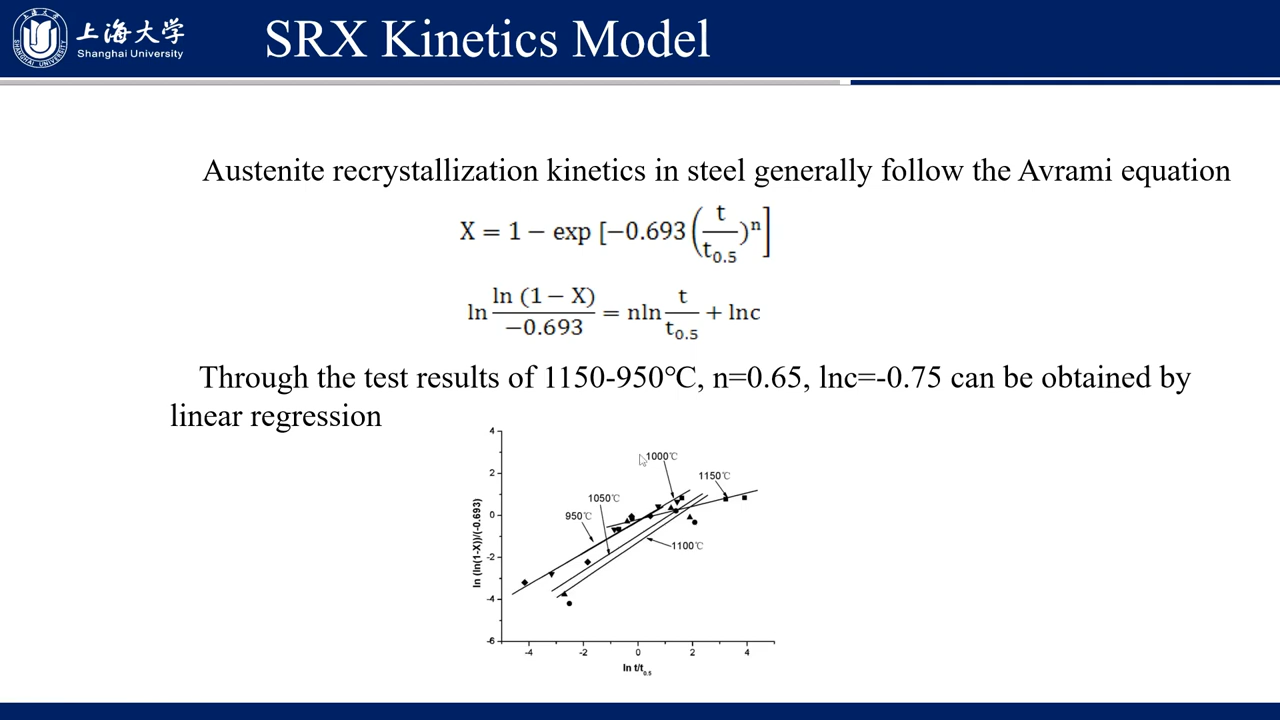 上海大学
Shanghai University
SHANGHAI UNIVERSITY
SRX Kinetics Model
Austenite recrystallization kinetics in steel generally follow the Avrami equation
X = 1 − exp [−0.693 (t/t0.5)^n]
ln ln (1 − X)/−0.693 = nln t/t0.5 + lnc
Through the test results of 1150-950℃, n=0.65, lnc=-0.75 can be obtained by
linear regression
4
2
0
-2
-4
-6
ln (ln(1-X))/(-0.693)
1000℃
1150℃
1050℃
950℃
1100℃
-4 -2 0 2 4
ln t/t0.5